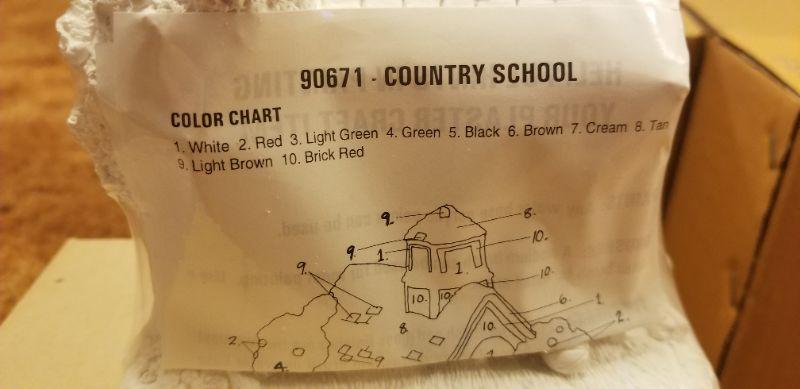 90671 - COUNTRY SCHOOL
COLOR CHART
1. White 2. Red 3. Light Green 4. Green 5. Black 6. Brown 7. Cream 8. Tan
9. Light Brown 10. Brick Red
9. 8.
9. 1. 10.
1.
9. 10.
10. 10
6. 1
8 10.
2. 2.
9
4. 7